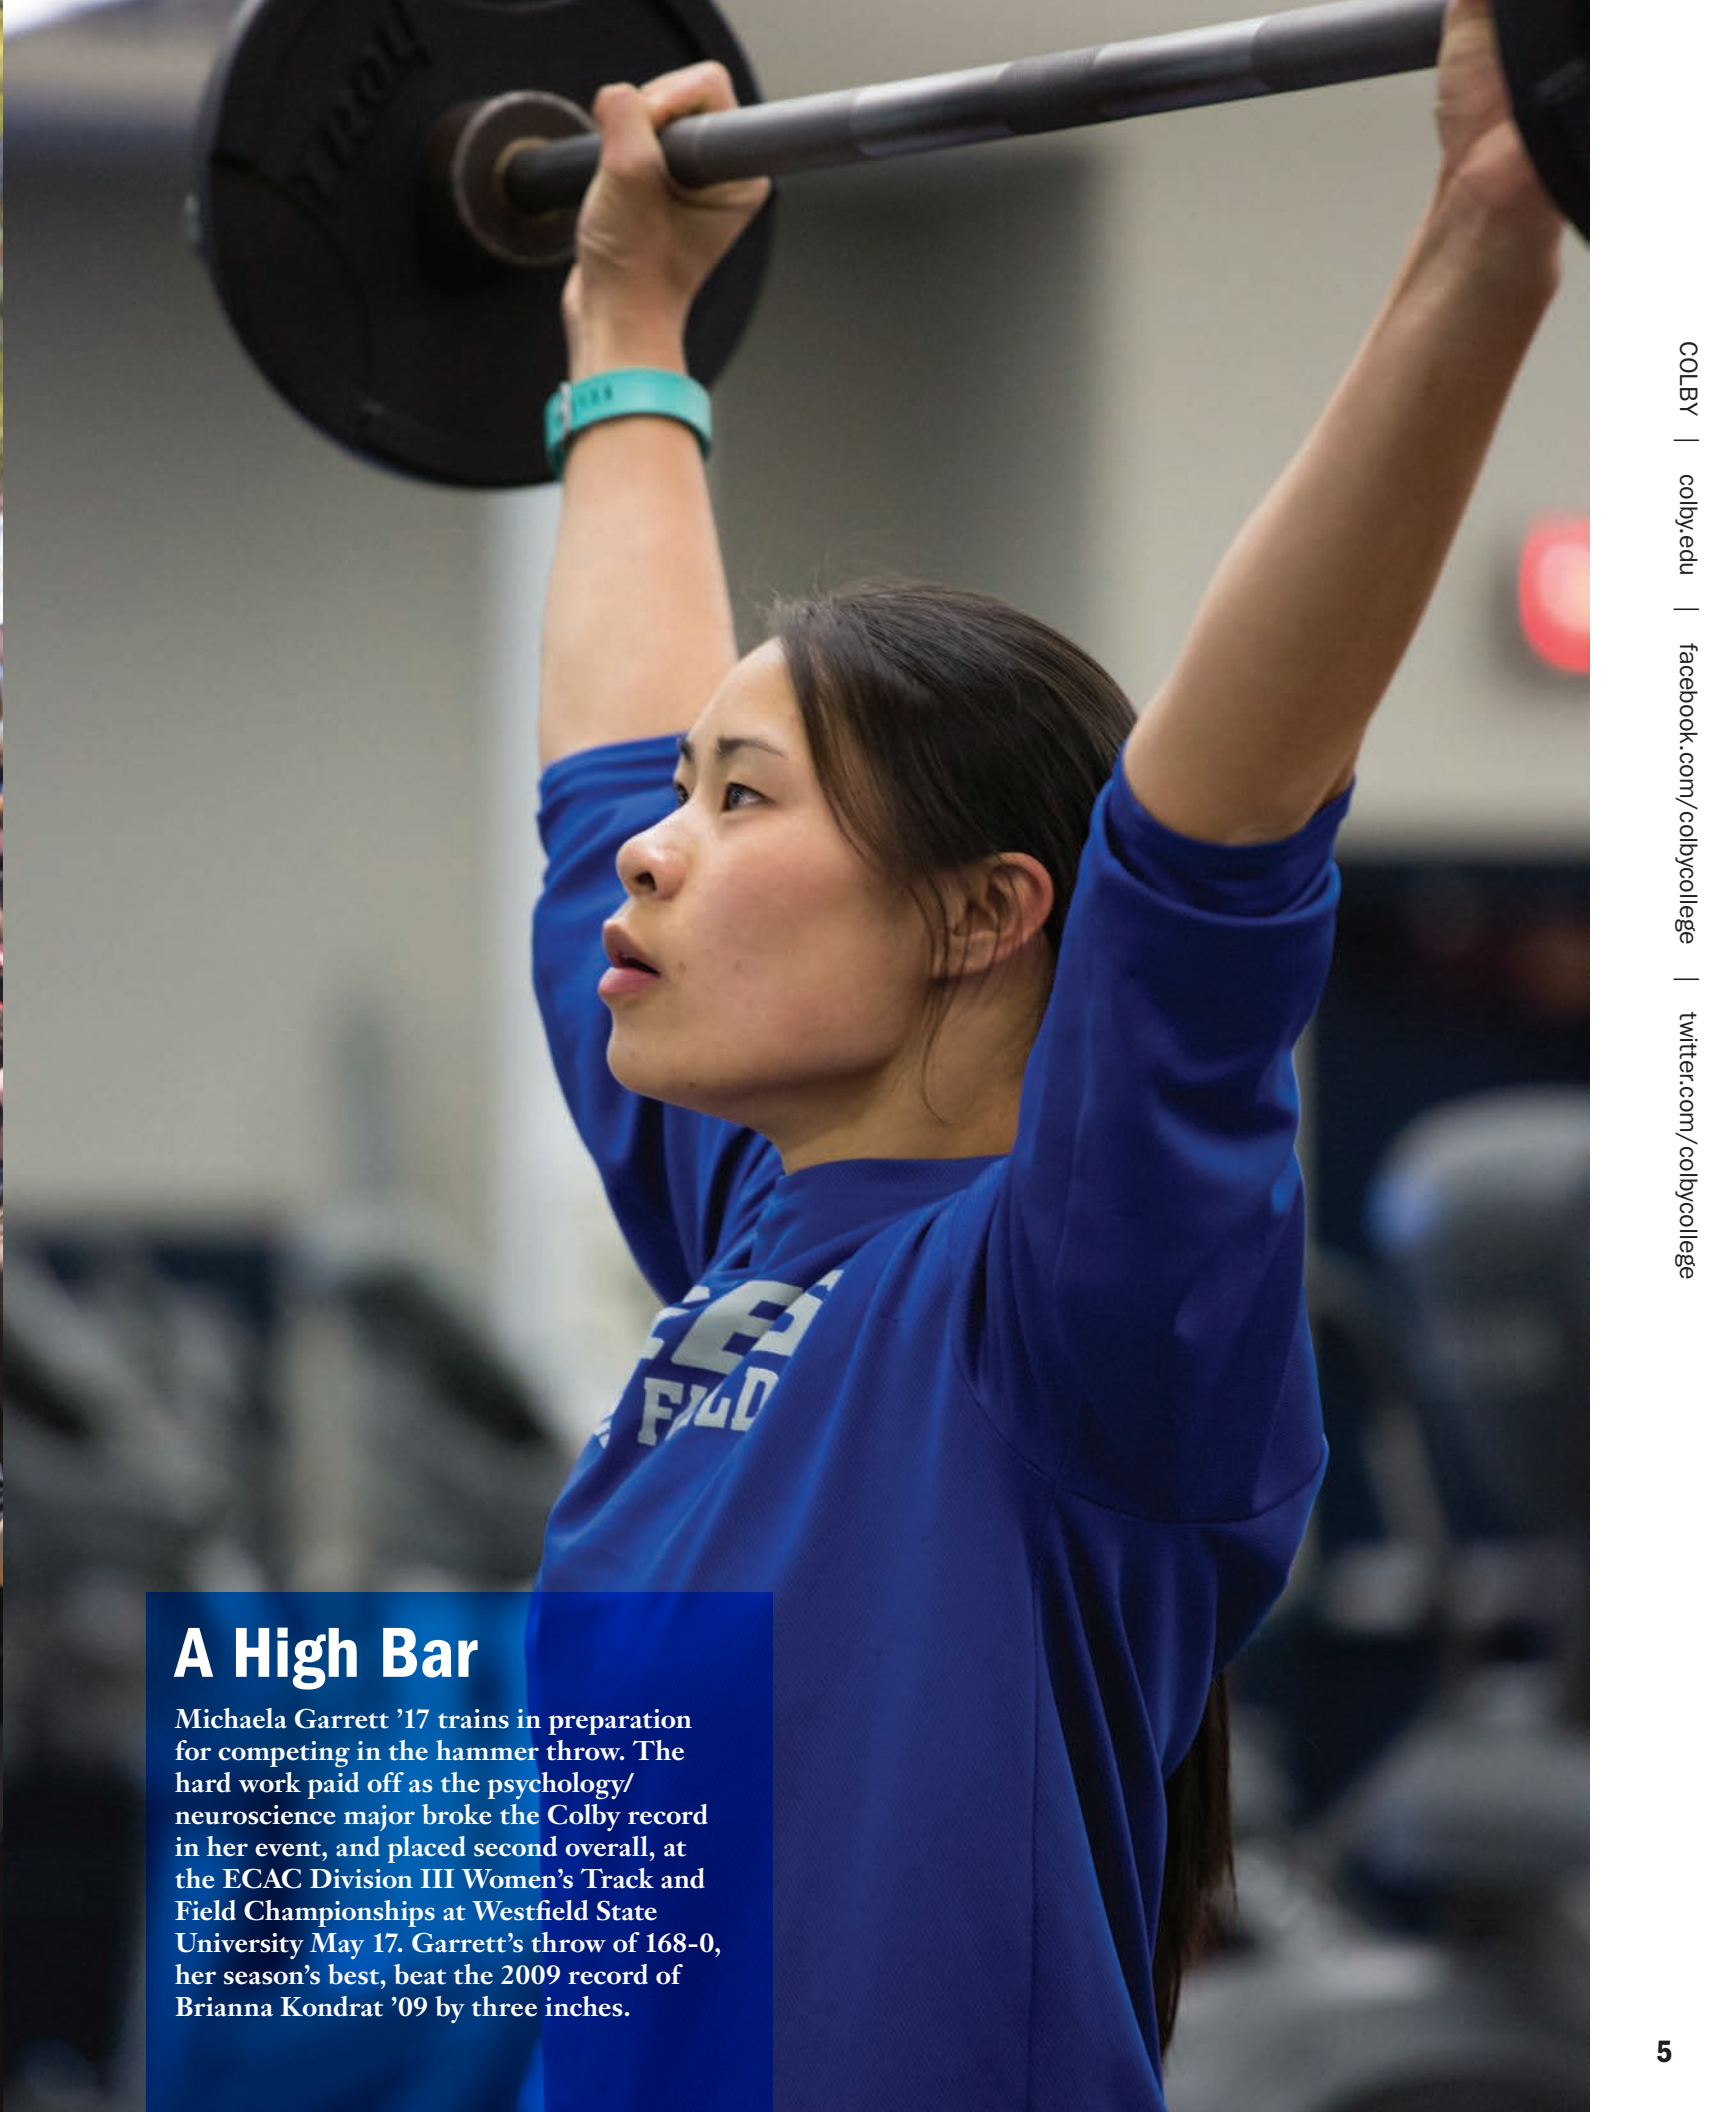 A High Bar
Michaela Garrett ’17 trains in preparation
for competing in the hammer throw. The
hard work paid off as the psychology/
neuroscience major broke the Colby record
in her event, and placed second overall, at
the ECAC Division III Women’s Track and
Field Championships at Westfield State
University May 17. Garrett’s throw of 168-0,
her season’s best, beat the 2009 record of
Brianna Kondrat ’09 by three inches.
FIELD
COLBY | colby.edu | facebook.com/colbycollege | twitter.com/colbycollege
5